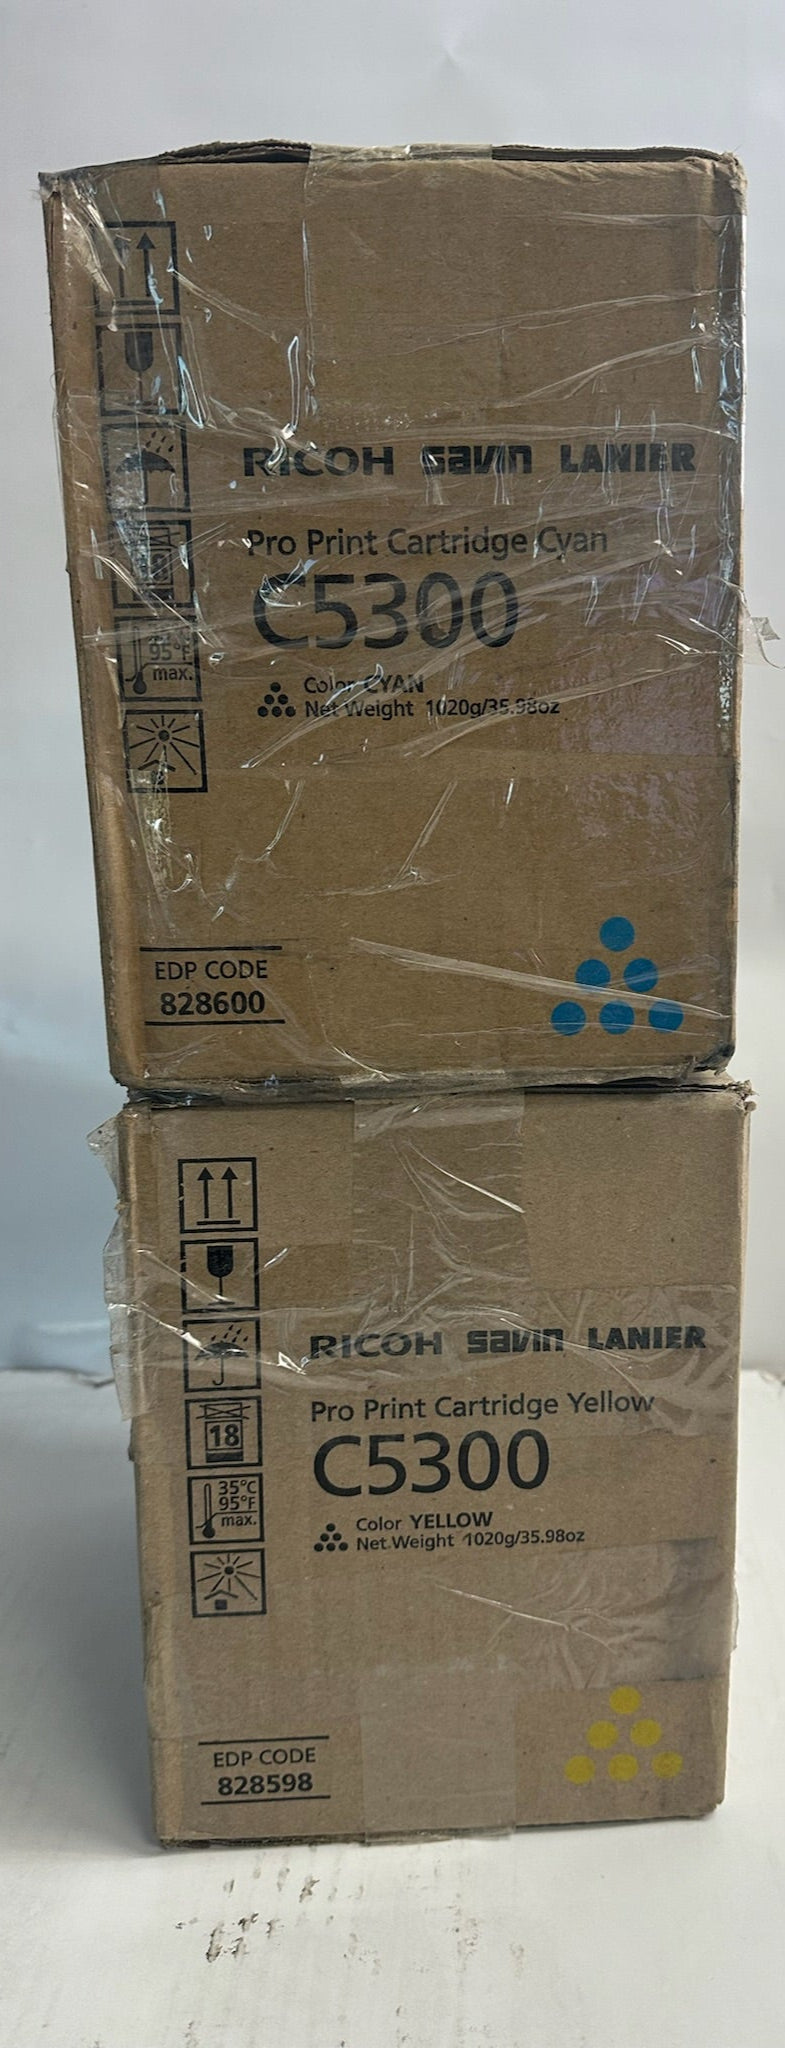 RICOH savin LANIER
Pro Print Cartridge Cyan
C5300
Color CYAN
Net Weight 1020g/35.98oz
95°F
max.
EDP CODE
828600
RICOH savin LANIER
Pro Print Cartridge Yellow
C5300
Color YELLOW
Net Weight 1020g/35.98oz
18
35°C
95°F
max.
EDP CODE
828598